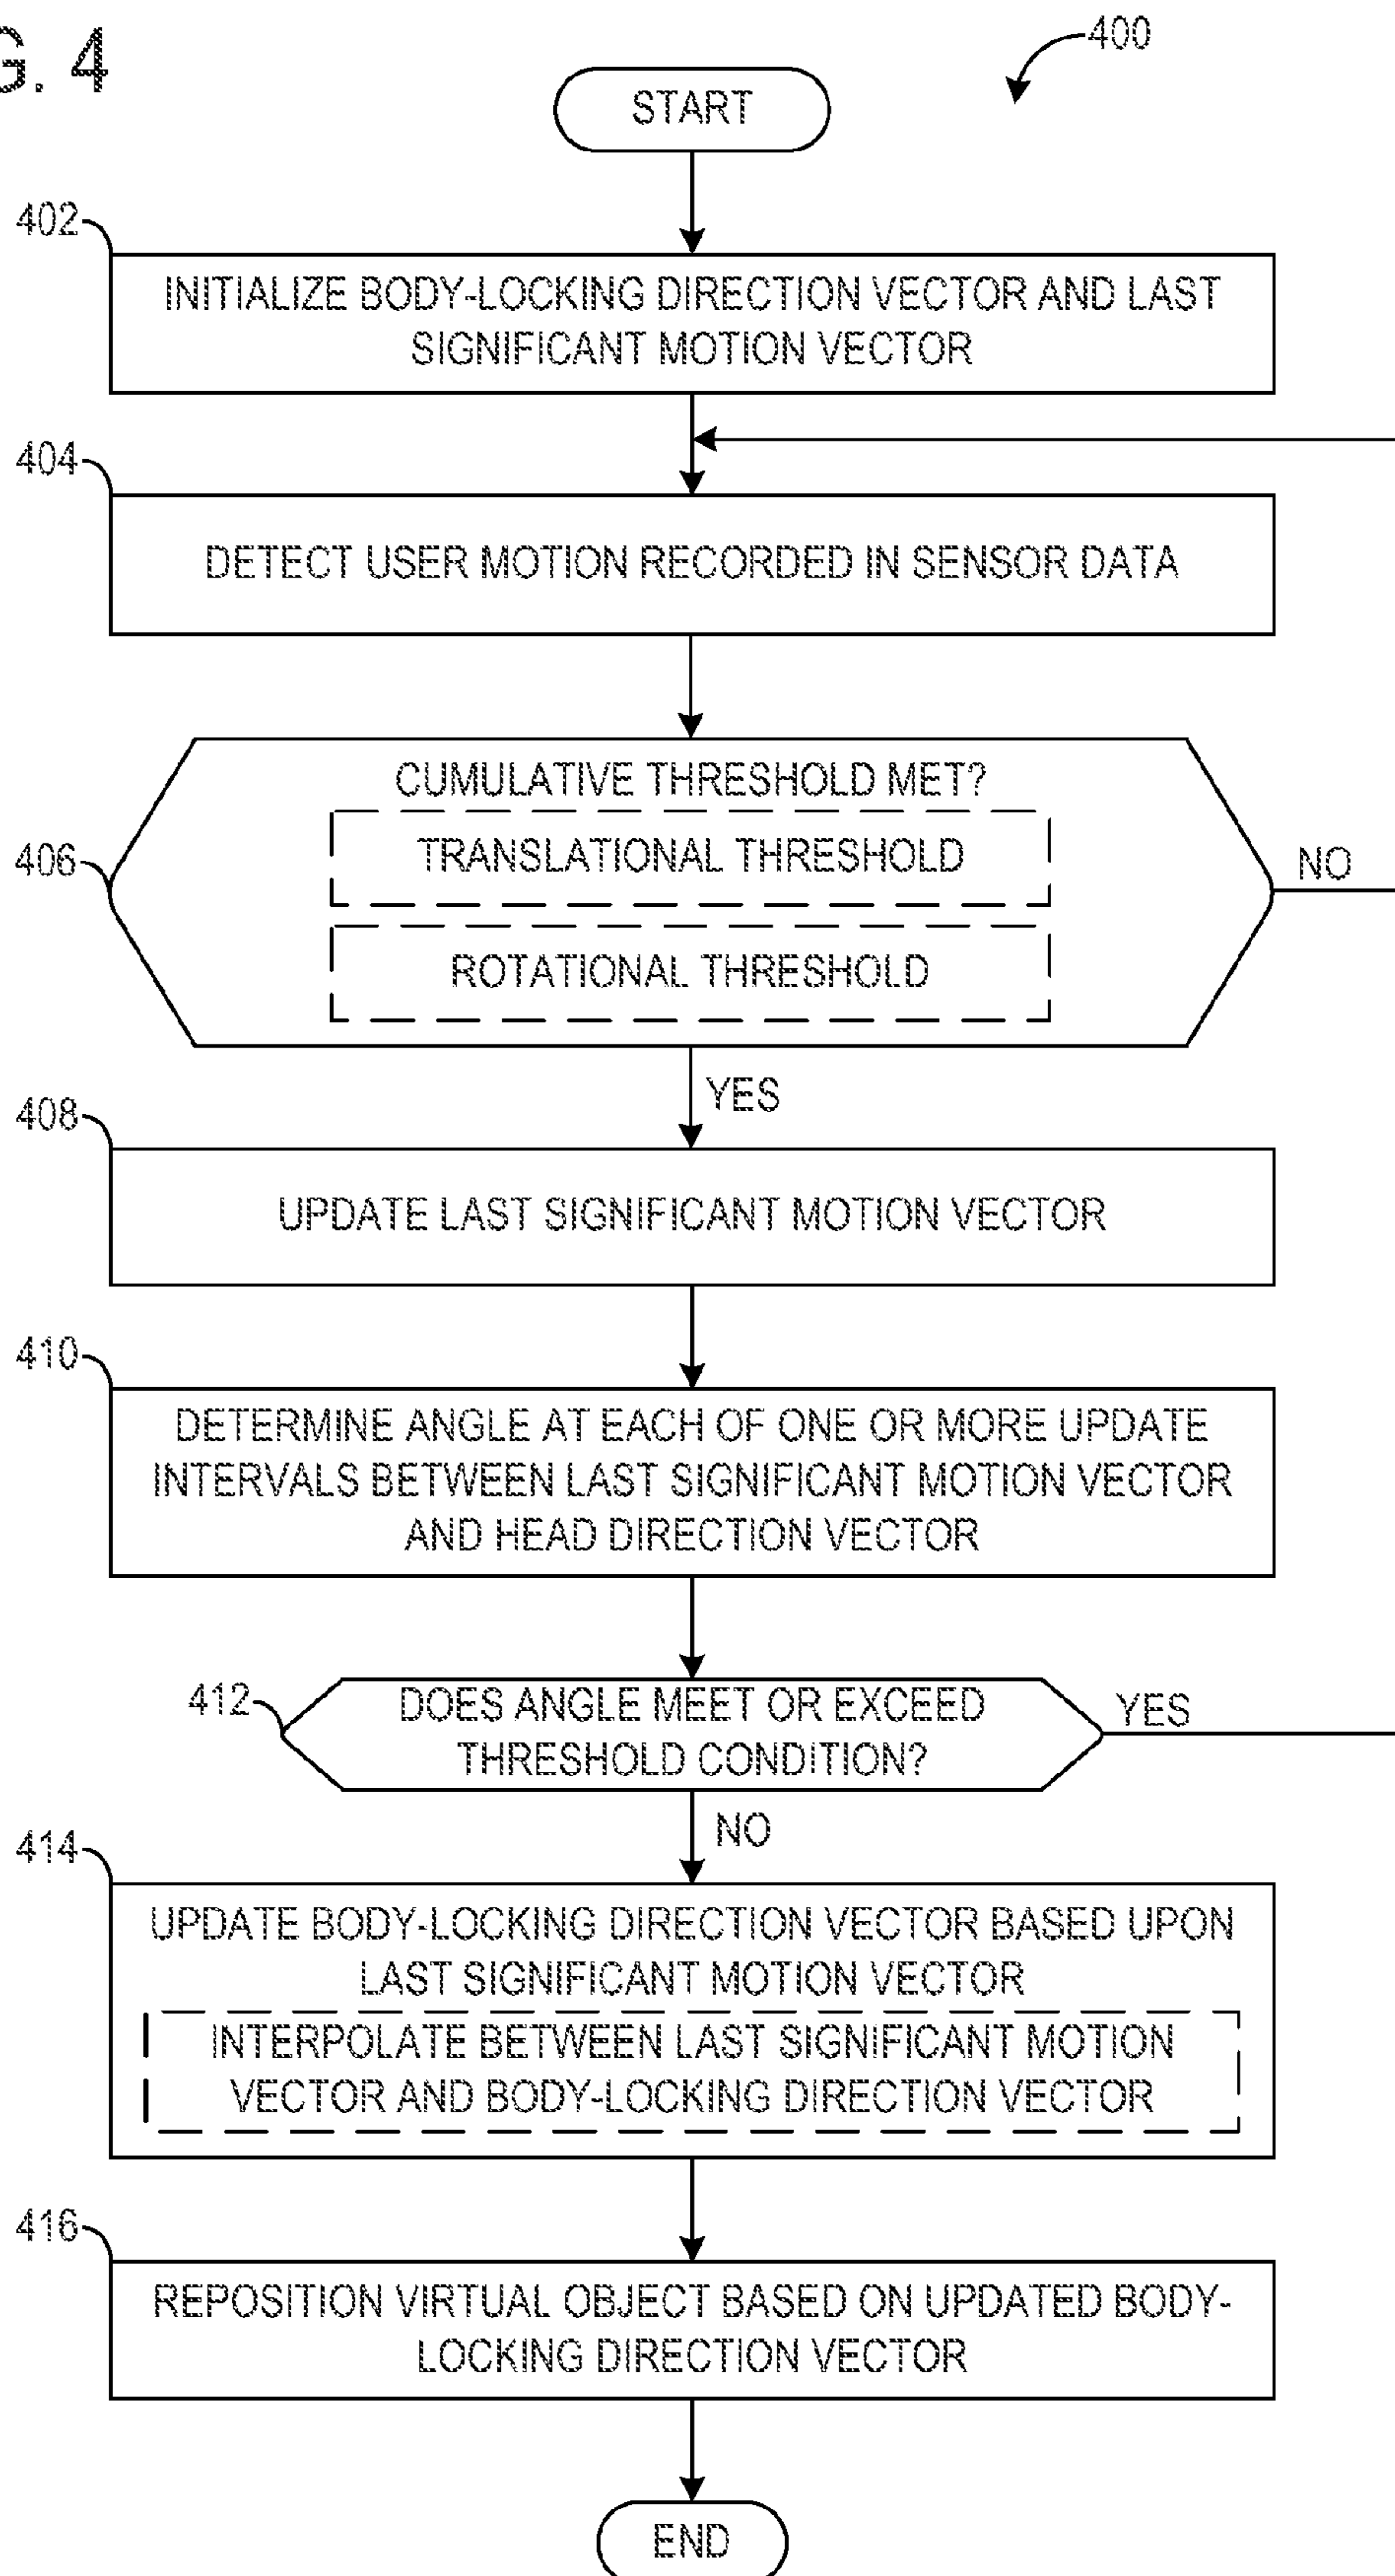 G. 4
400
START
402
INITIALIZE BODY-LOCKING DIRECTION VECTOR AND LAST
SIGNIFICANT MOTION VECTOR
404
DETECT USER MOTION RECORDED IN SENSOR DATA
CUMULATIVE THRESHOLD MET?
TRANSLATIONAL THRESHOLD
406
NO
ROTATIONAL THRESHOLD
YES
408
UPDATE LAST SIGNIFICANT MOTION VECTOR
410
DETERMINE ANGLE AT EACH OF ONE OR MORE UPDATE
INTERVALS BETWEEN LAST SIGNIFICANT MOTION VECTOR
AND HEAD DIRECTION VECTOR
412
DOES ANGLE MEET OR EXCEED
THRESHOLD CONDITION?
YES
NO
414
UPDATE BODY-LOCKING DIRECTION VECTOR BASED UPON
LAST SIGNIFICANT MOTION VECTOR
INTERPOLATE BETWEEN LAST SIGNIFICANT MOTION
VECTOR AND BODY-LOCKING DIRECTION VECTOR
416
REPOSITION VIRTUAL OBJECT BASED ON UPDATED BODY-
LOCKING DIRECTION VECTOR
END